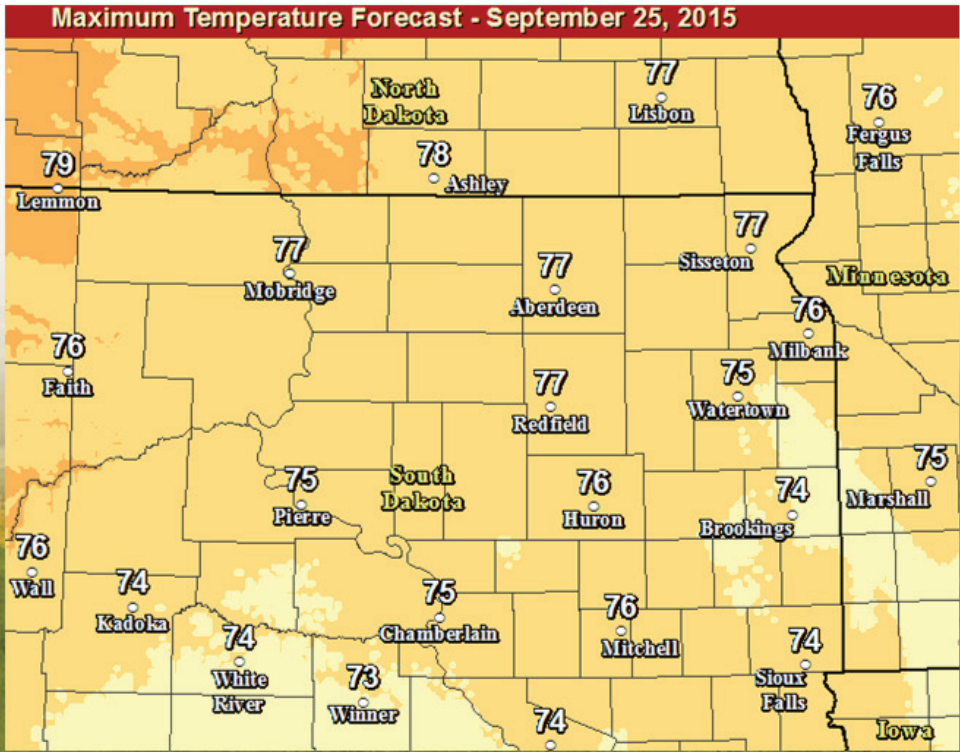 Maximum Temperature Forecast - September 25, 2015
77
Lisbon
North
Dakota
76
Fergus
Falls
78
Ashley
79
Lemmon
77
Sisseton
77
Mobridge
77
Aberdeen
Minnesota
76
Milbank
76
Faith
75
Watertown
77
Redfield
75
Marshall
75
Pierre
South
Dakota
76
Huron
74
Brookings
76
Wall
74
Kadoka
75
Chamberlain
76
Mitchell
74
White
River
74
Sioux
Falls
73
Winner
74
Iowa